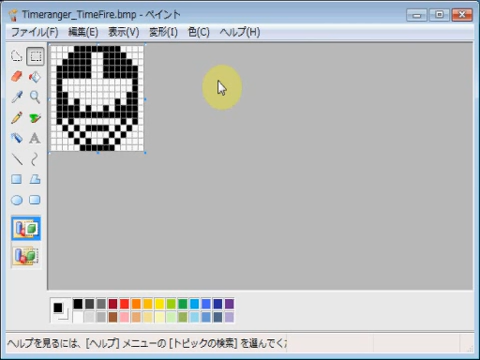 Timeranger_TimeFire.bmp - ペイント
ファイル(F) 編集(E) 表示(V) 変形(I) 色(C) ヘルプ(H)
A
ヘルプを見るには、[ヘルプ] メニューの [トピックの検索] を選んでくだ